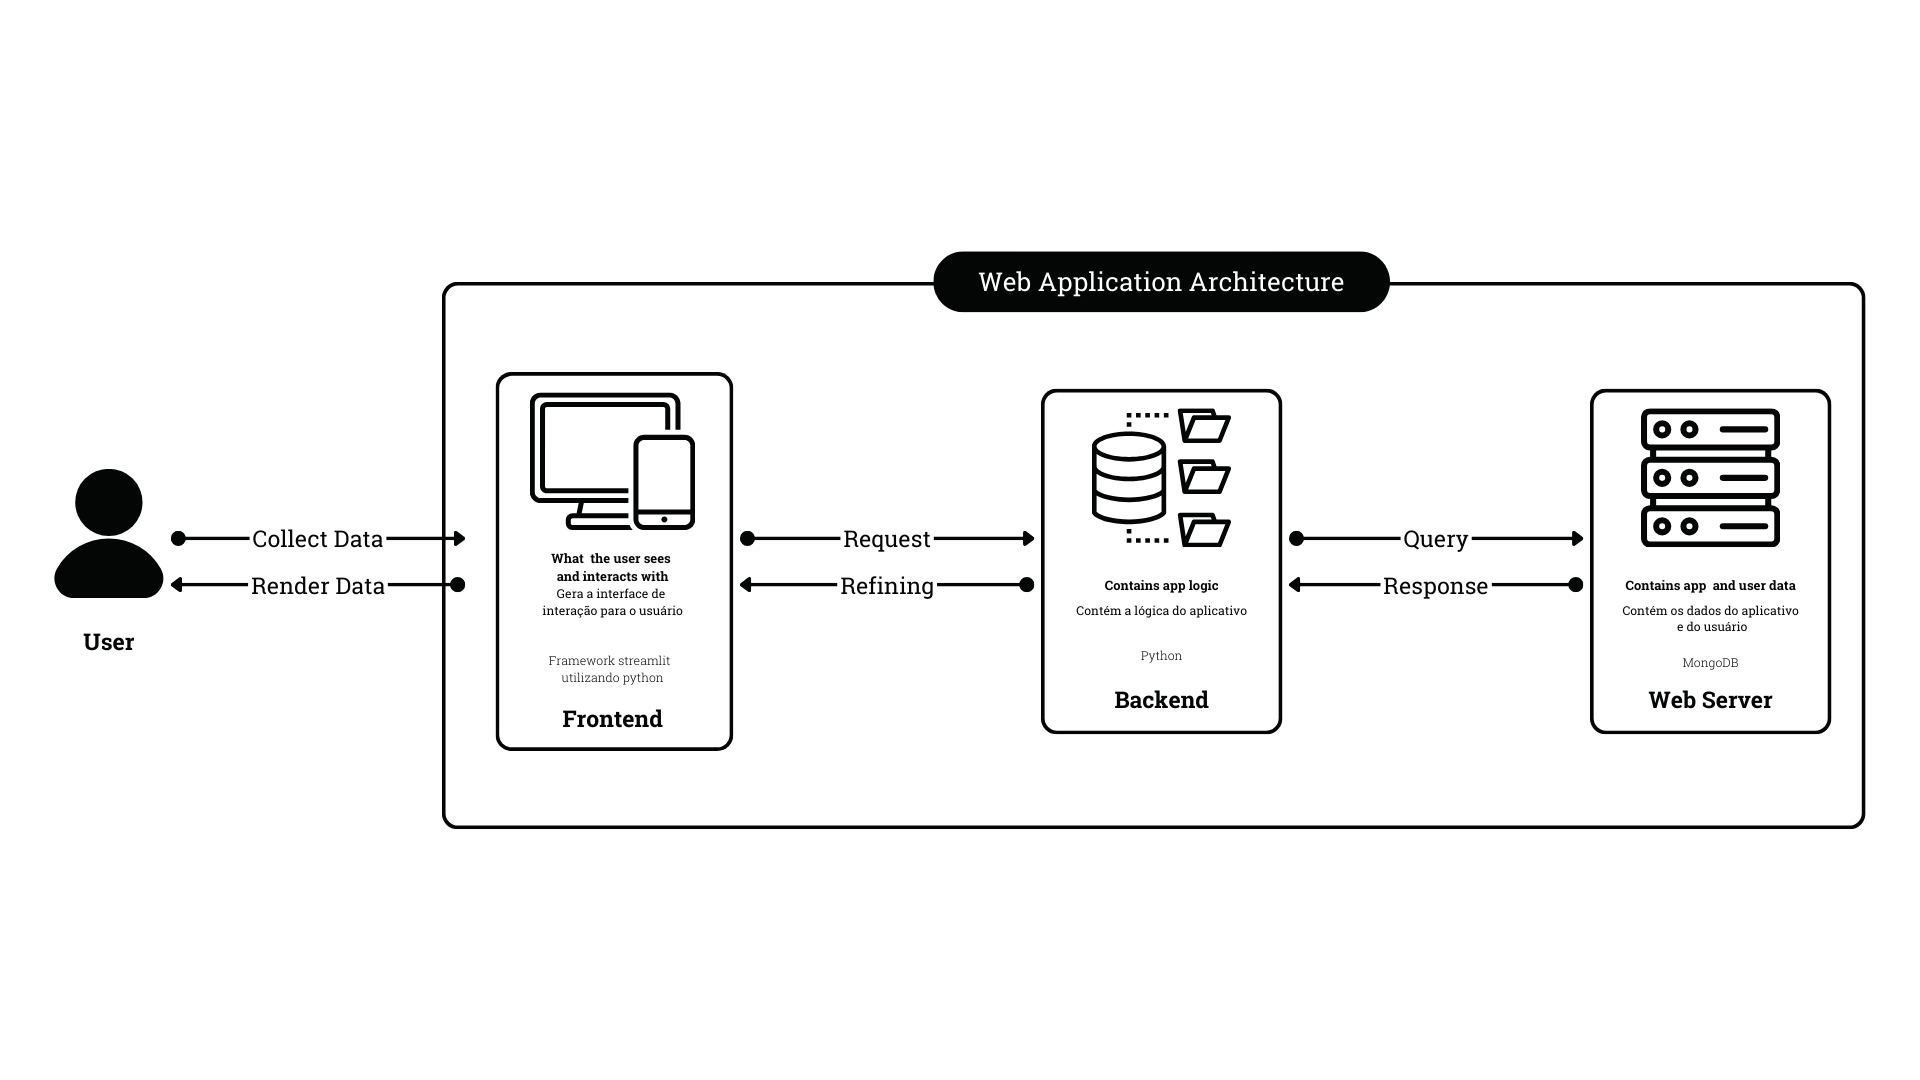 Web Application Architecture
Collect Data
Render Data
User
What the user sees
and interacts with
Gera a interface de
interação para o usuário
Framework streamlit
utilizando python
Frontend
Request
Refining
Contains app logic
Contém a lógica do aplicativo
Python
Backend
Query
Response
Contains app and user data
Contém os dados do aplicativo
e do usuário
MongoDB
Web Server